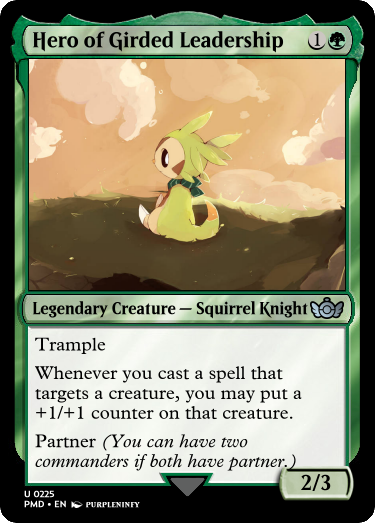 Hero of Girded Leadership 1
Legendary Creature — Squirrel Knight
Trample
Whenever you cast a spell that
targets a creature, you may put a
+1/+1 counter on that creature.
Partner (You can have two
commanders if both have partner.)
2/3
U 0225
PMD • EN PURPLENINFY